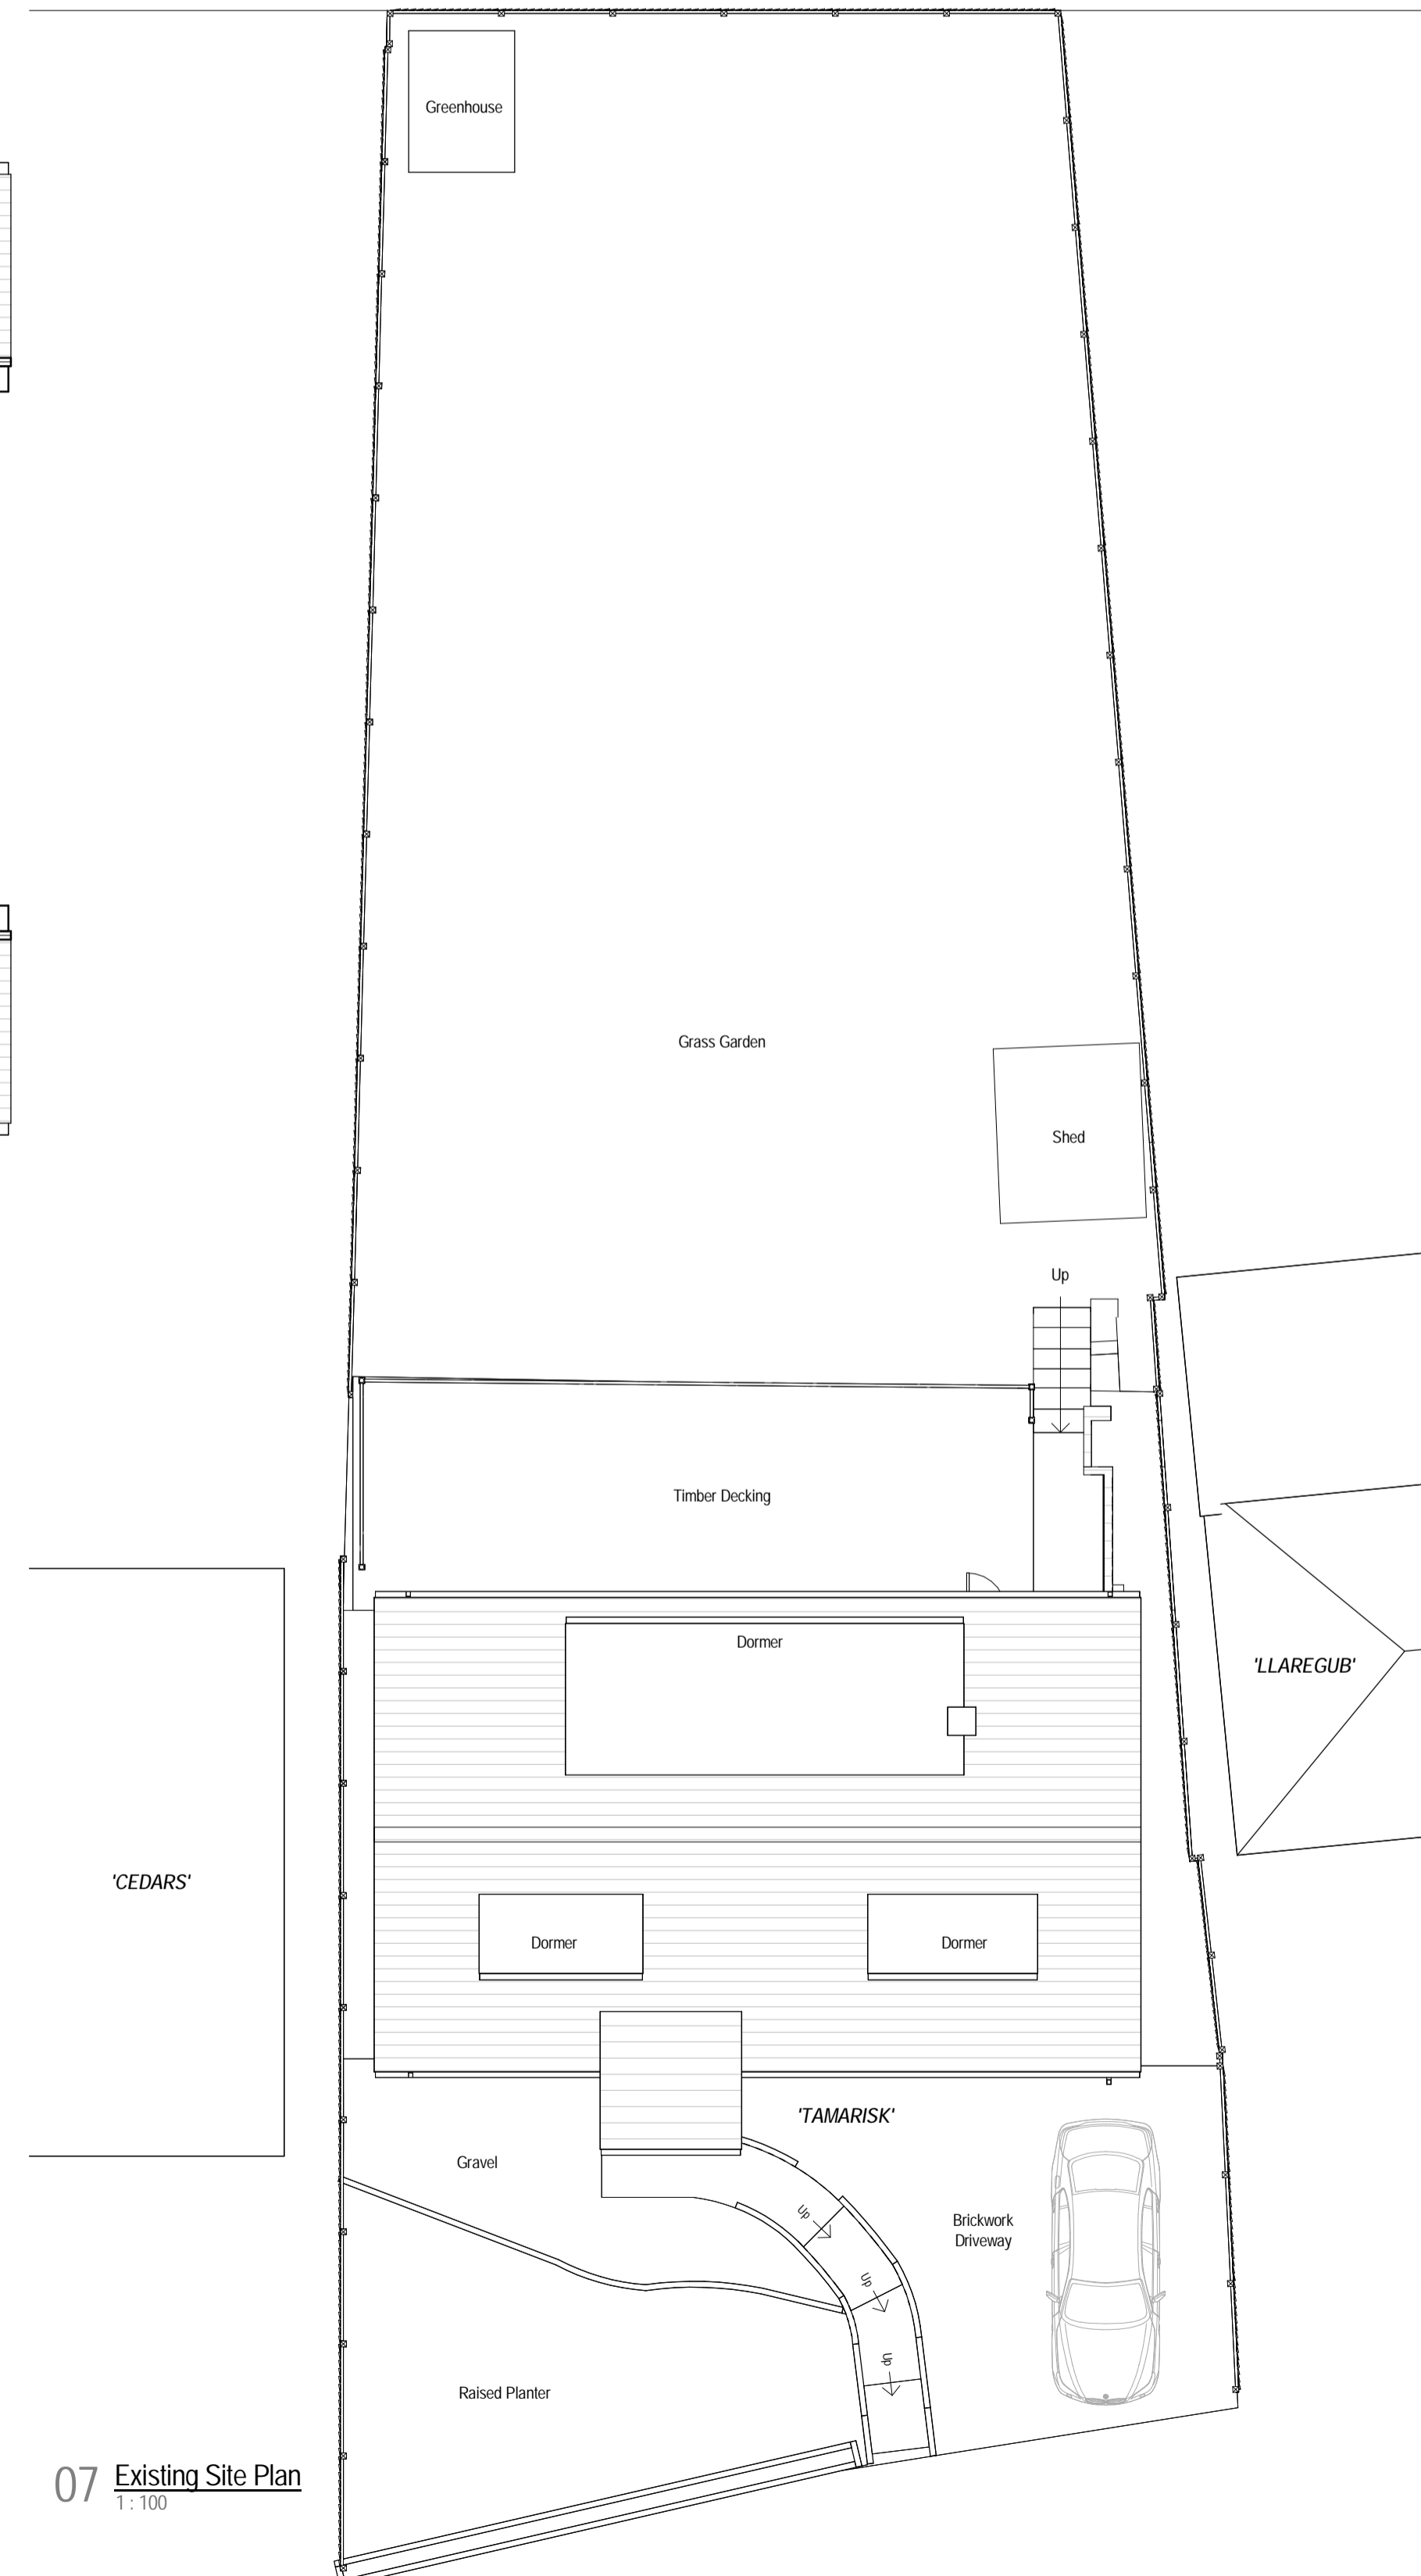 Greenhouse
Grass Garden
Shed
Up
Timber Decking
Dormer
'LLAREGUB'
'CEDARS'
Dormer
Dormer
'TAMARISK'
Gravel
Up
Brickwork
Driveway
Up
Up
Raised Planter
07 Existing Site Plan
1 : 100